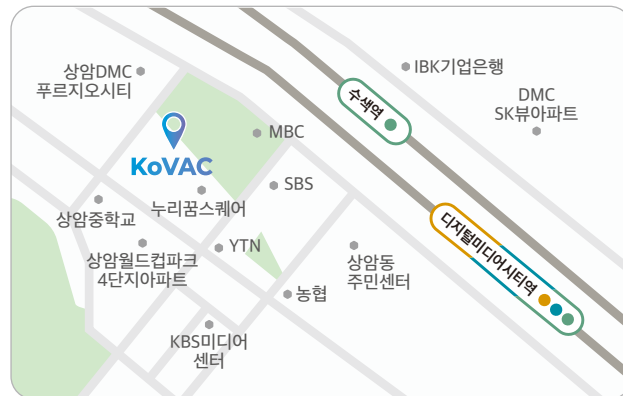 상암DMC
푸르지오시티
IBK기업은행
수색역
DMC
SK뷰아파트
MBC
KoVAC
SBS
상암중학교
누리꿈스퀘어
디지털미디어시티역
YTN
상암월드컵파크
4단지아파트
상암동
주민센터
농협
KBS미디어
센터